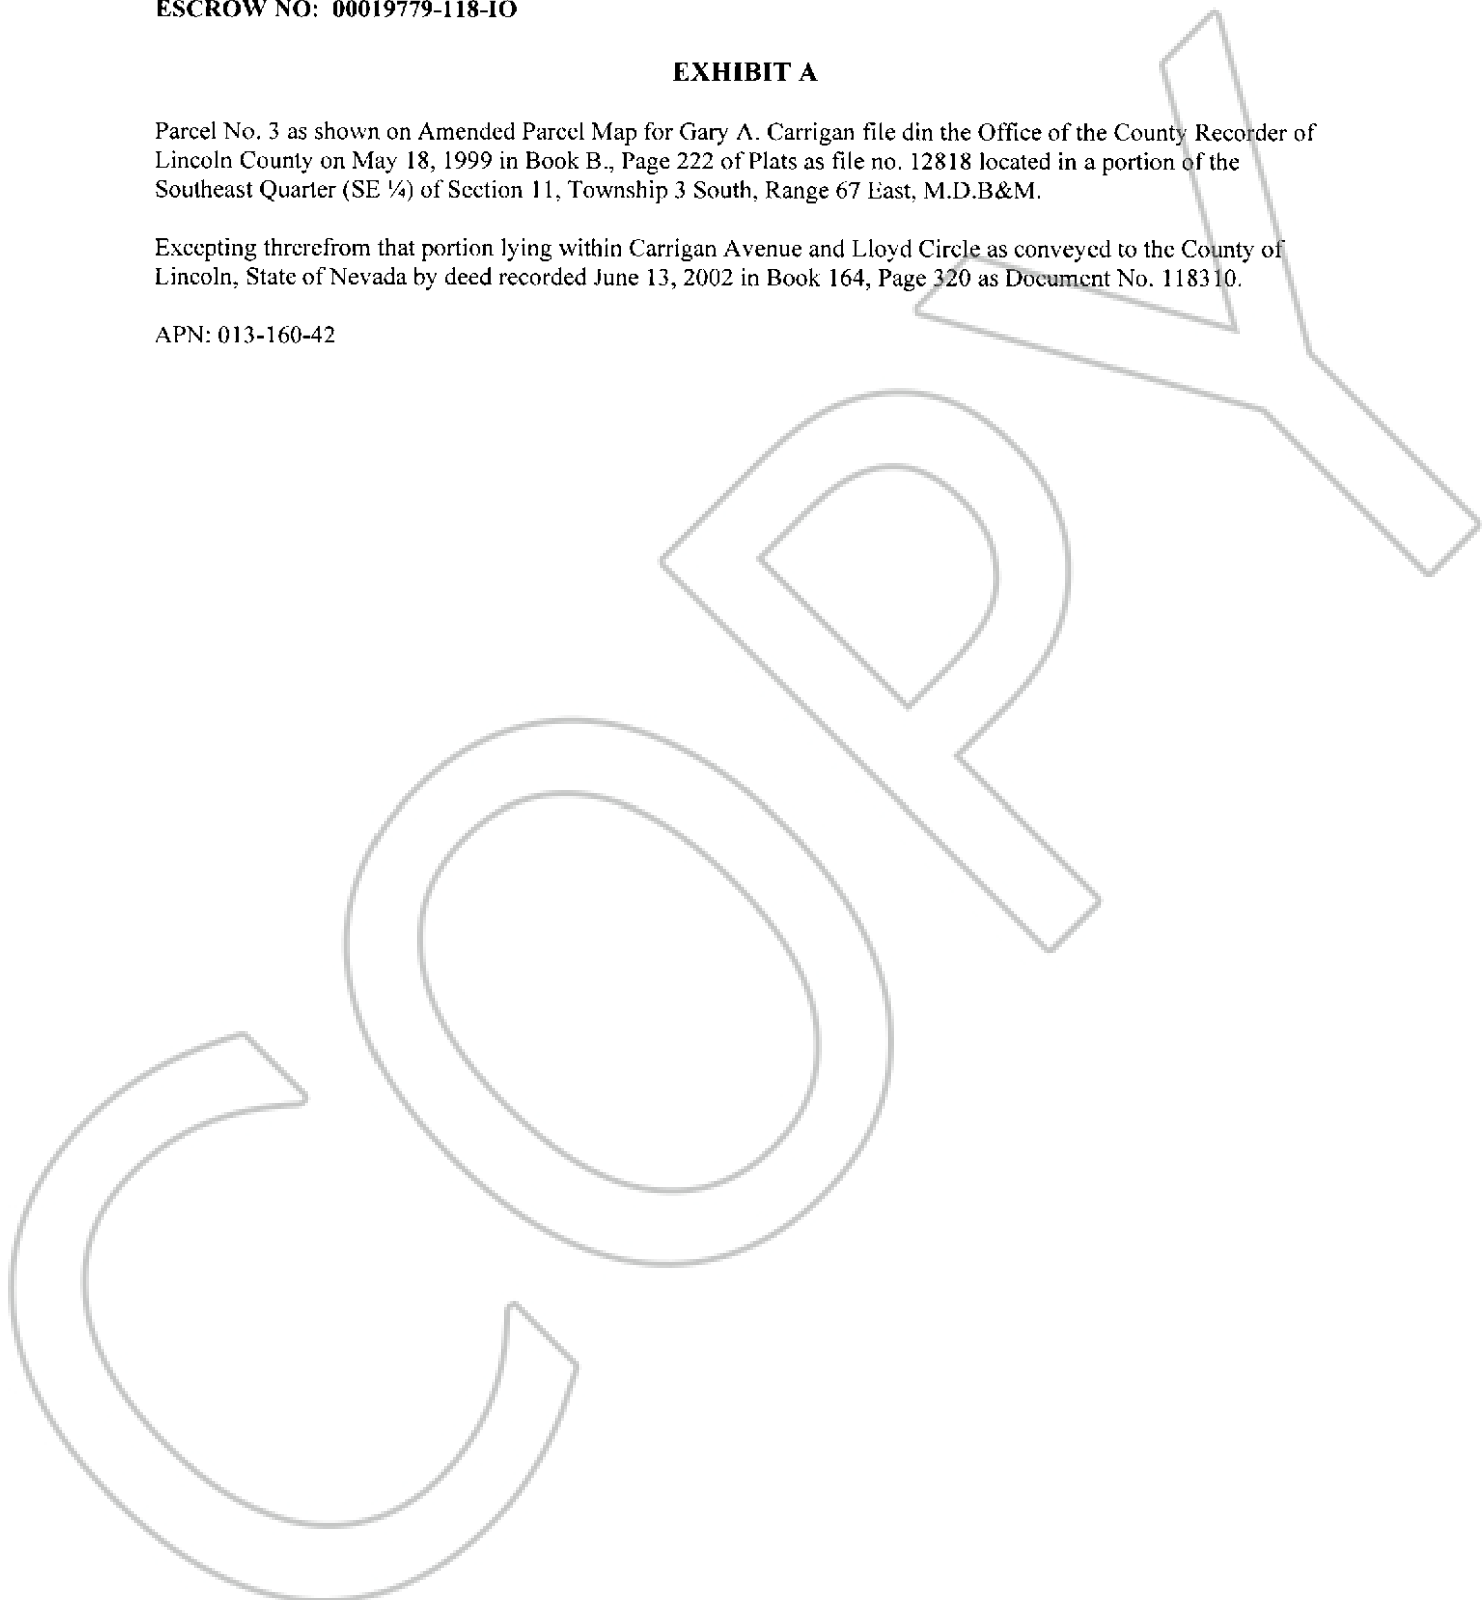 ESCROW NO: 00019779-118-IO
EXHIBIT A
Parcel No. 3 as shown on Amended Parcel Map for Gary A. Carrigan file din the Office of the County Recorder of
Lincoln County on May 18, 1999 in Book B., Page 222 of Plats as file no. 12818 located in a portion of the
Southeast Quarter (SE ¼) of Section 11, Township 3 South, Range 67 East, M.D.B&M.
Excepting threrefrom that portion lying within Carrigan Avenue and Lloyd Circle as conveyed to the County of
Lincoln, State of Nevada by deed recorded June 13, 2002 in Book 164, Page 320 as Document No. 118310.
APN: 013-160-42
COPY